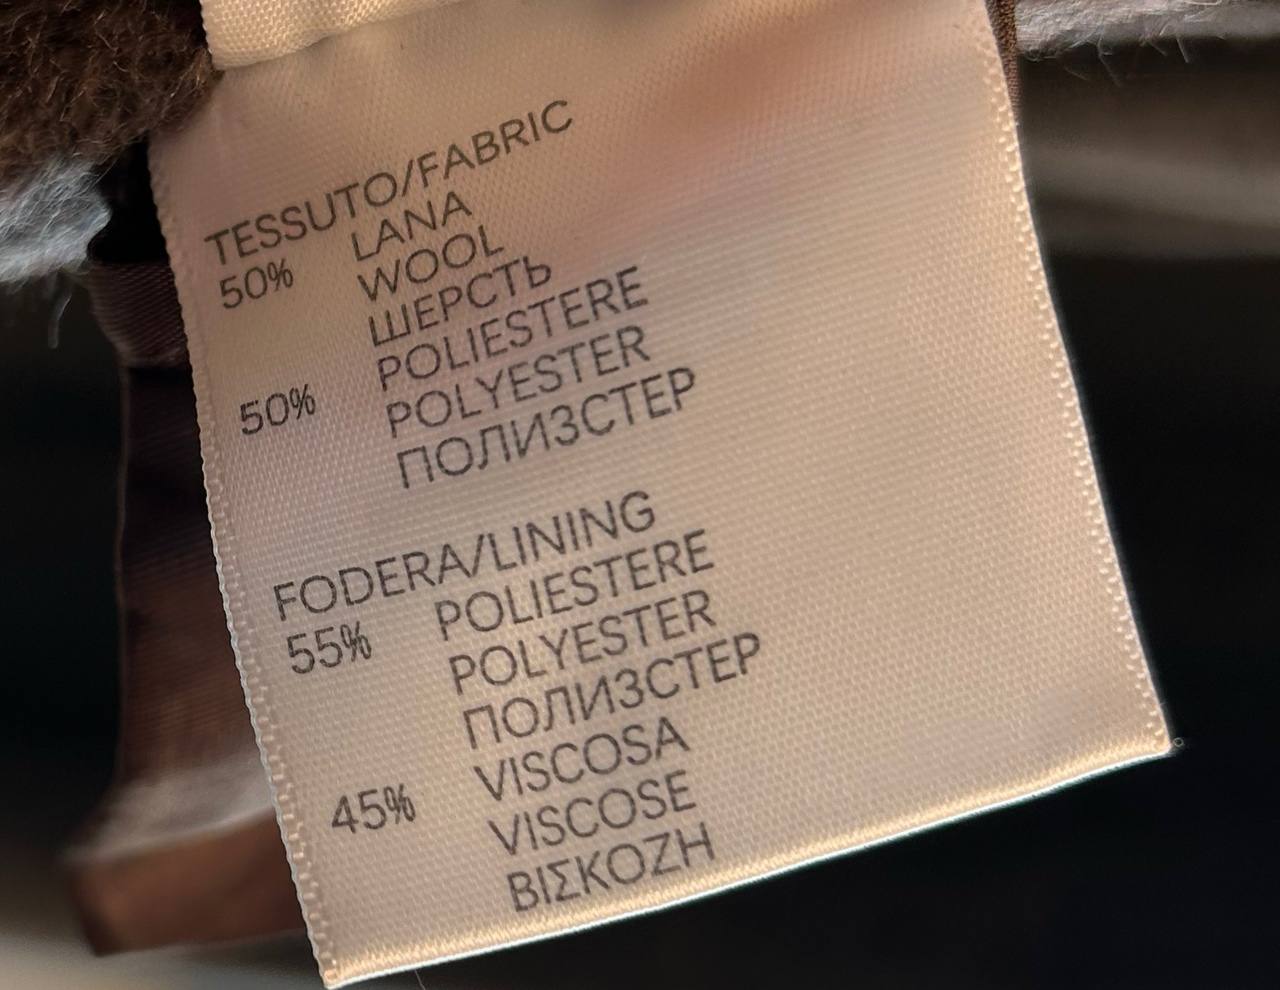 TESSUTO/FABRIC
50% LANA
WOOL
ШЕРСТЬ
50% POLIESTERE
POLYESTER
ПОЛИЗСТЕР
FODERA/LINING
55% POLIESTERE
POLYESTER
ПОЛИЗСТЕР
45% VISCOSA
VISCOSE
ΒΙΣΚΟΖΗ